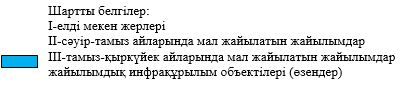 Шартты белгілер:
I-елді мекен жерлері
II-сәуір-тамыз айларында мал жайылатын жайылымдар
III-тамыз-қыркүйек айларында мал жайылатын жайылымдар
жайылымдық инфрақұрылым объектілері (өзендер)